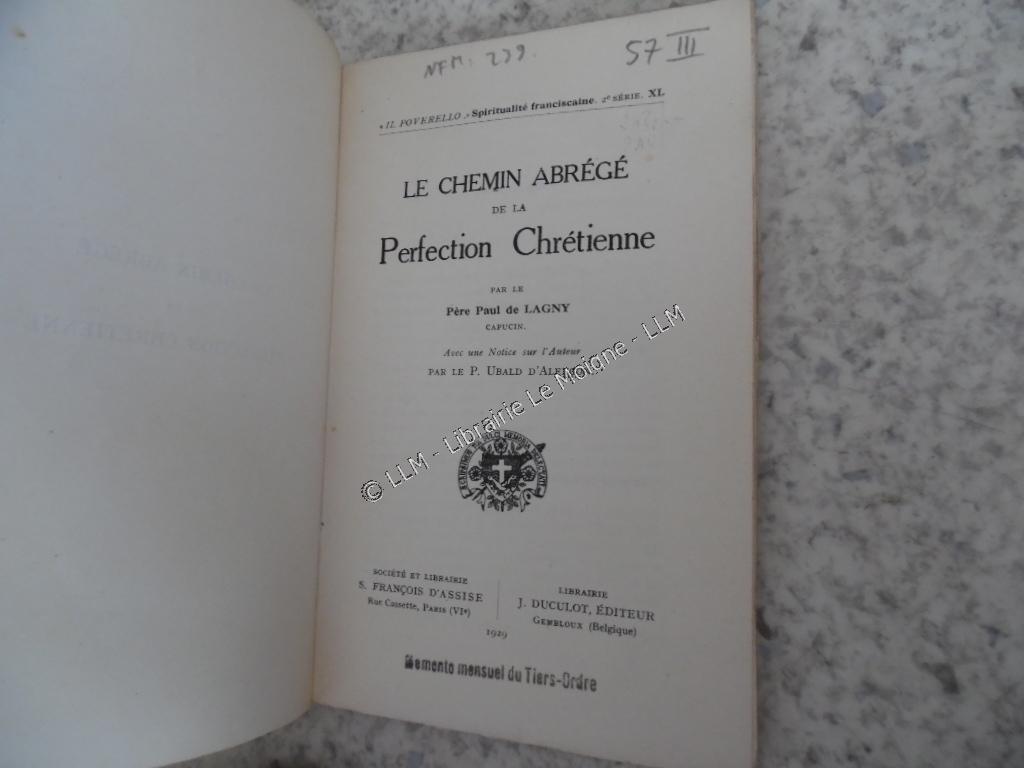 NFM. 239.
57 III
« IL POVERELLO » Spiritualité franciscaine. 2e SÉRIE. XL
LE CHEMIN ABRÉGÉ
DE LA
Perfection Chrétienne
PAR LE
Père Paul de LAGNY
CAPUCIN.
Avec une Notice sur l'Auteur
PAR LE P. UBALD
© LLM - Librairie Le Moigne - LLM
SOCIÉTÉ ET LIBRAIRIE
S. FRANÇOIS D'ASSISE
Rue Cassette, PARIS (VIe)
LIBRAIRIE
J. DUCULOT, ÉDITEUR
GEMBLOUX (Belgique)
1929
Memento mensuel du Tiers-Ordre